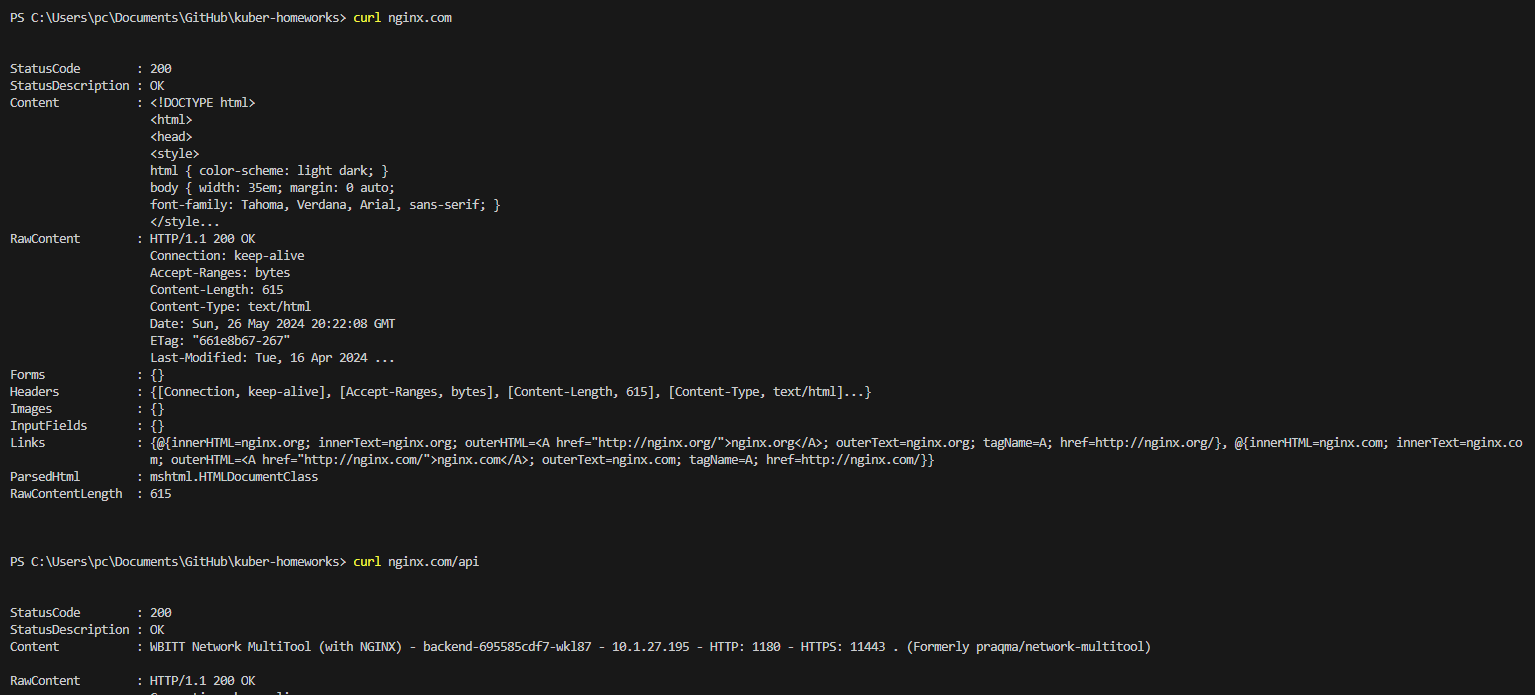 PS C:\Users\pc\Documents\GitHub\kuber-homeworks> curl nginx.com
StatusCode : 200
StatusDescription : OK
Content : <!DOCTYPE html>
<html>
<head>
<style>
html { color-scheme: light dark; }
body { width: 35em; margin: 0 auto;
font-family: Tahoma, Verdana, Arial, sans-serif; }
</style...
RawContent : HTTP/1.1 200 OK
Connection: keep-alive
Accept-Ranges: bytes
Content-Length: 615
Content-Type: text/html
Date: Sun, 26 May 2024 20:22:08 GMT
ETag: "661e8b67-267"
Last-Modified: Tue, 16 Apr 2024 ...
Forms : {}
Headers : {[Connection, keep-alive], [Accept-Ranges, bytes], [Content-Length, 615], [Content-Type, text/html]...}
Images : {}
InputFields : {}
Links : {@{innerHTML=nginx.org; innerText=nginx.org; outerHTML=<A href="http://nginx.org/">nginx.org</A>; outerText=nginx.org; tagName=A; href=http://nginx.org/}, @{innerHTML=nginx.com; innerText=nginx.co
m; outerHTML=<A href="http://nginx.com/">nginx.com</A>; outerText=nginx.com; tagName=A; href=http://nginx.com/}}
ParsedHtml : mshtml.HTMLDocumentClass
RawContentLength : 615
PS C:\Users\pc\Documents\GitHub\kuber-homeworks> curl nginx.com/api
StatusCode : 200
StatusDescription : OK
Content : WBITT Network MultiTool (with NGINX) - backend-695585cdf7-wkl87 - 10.1.27.195 - HTTP: 1180 - HTTPS: 11443 . (Formerly praqma/network-multitool)
RawContent : HTTP/1.1 200 OK